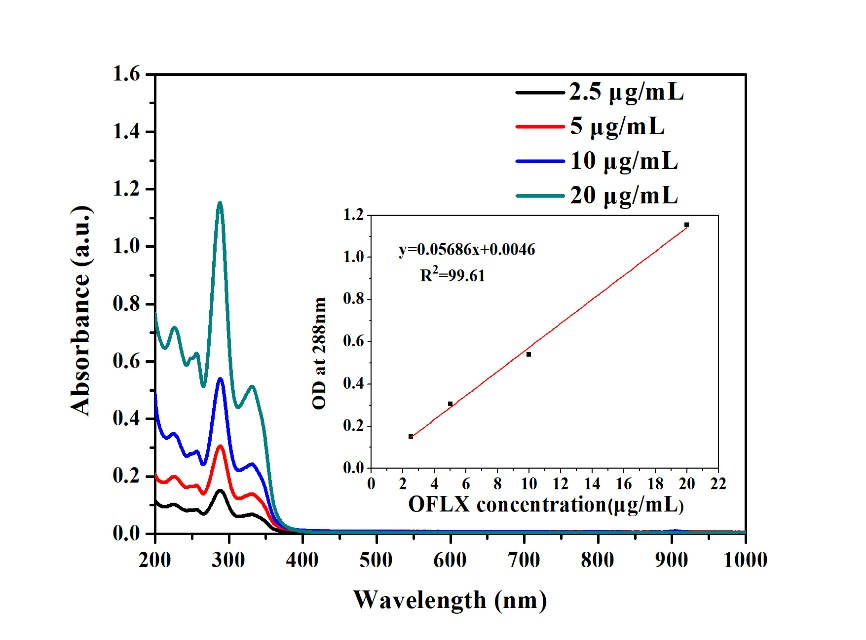 1.6
1.4
1.2
1.0
0.8
0.6
0.4
0.2
0.0
Absorbance (a.u.)
200 300 400 500 600 700 800 900 1000
Wavelength (nm)
2.5 µg/mL
5 µg/mL
10 µg/mL
20 µg/mL
1.2
1.0
0.8
0.6
0.4
0.2
0.0
OD at 288nm
y=0.05686x+0.0046
R²=99.61
0 2 4 6 8 10 12 14 16 18 20 22
OFLX concentration(µg/mL)